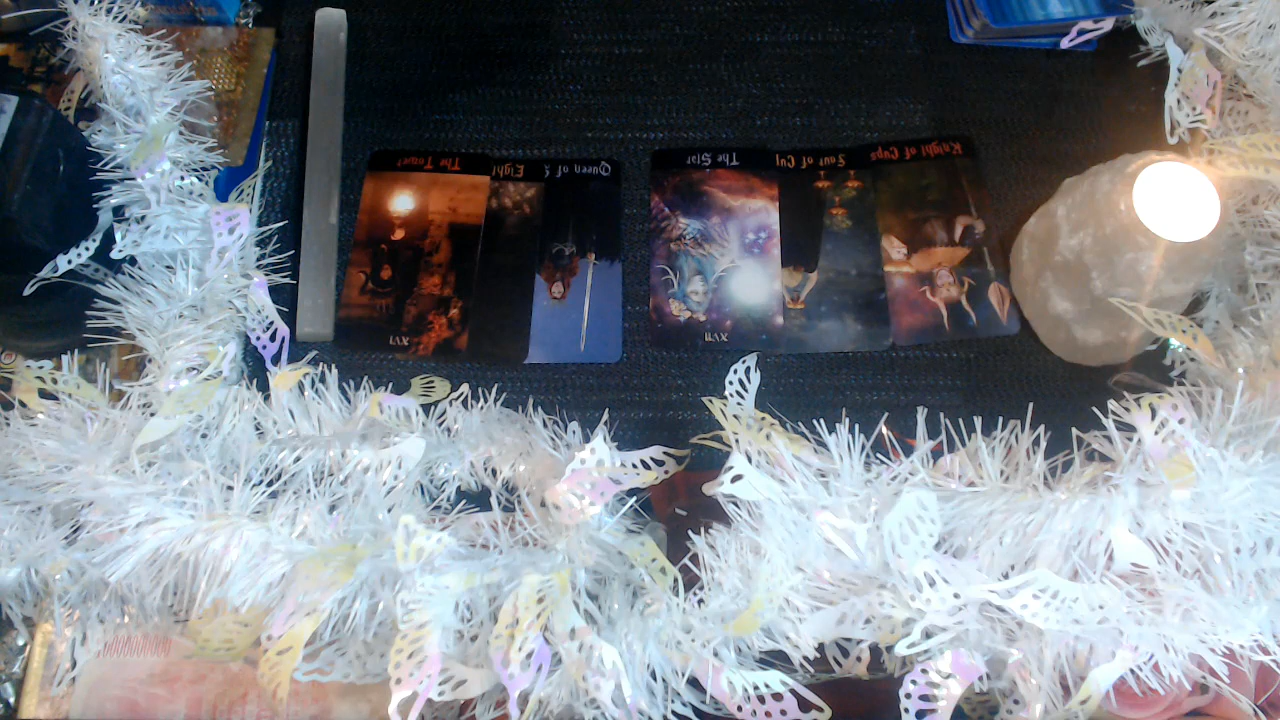 The Tower
Eight
Queen of
The Star
Four of Cu
Knight of Cups
XVI
XVII